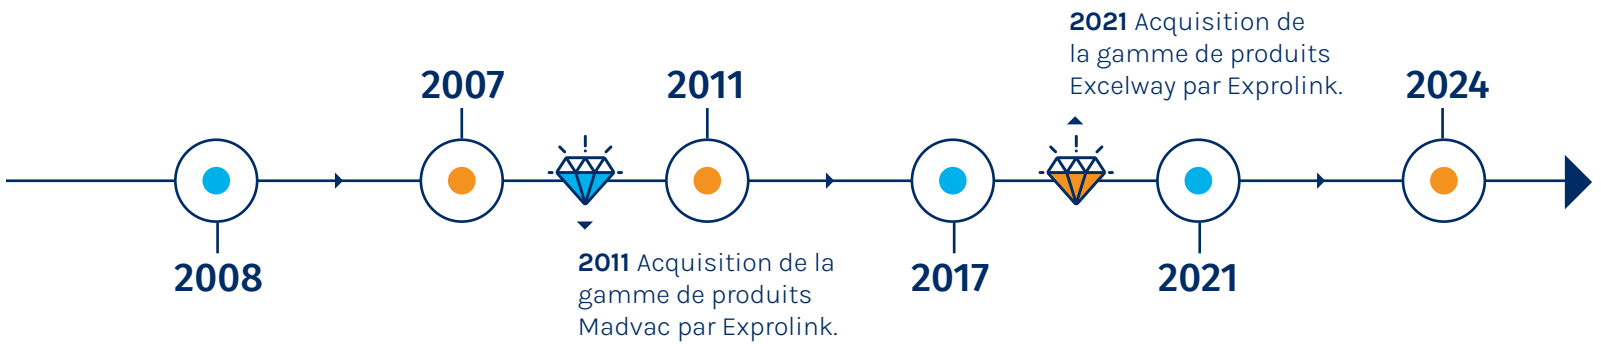 2008
2007
2011 Acquisition de la
gamme de produits
Madvac par Exprolink.
2011
2017
2021 Acquisition de
la gamme de produits
Excelway par Exprolink.
2021
2024